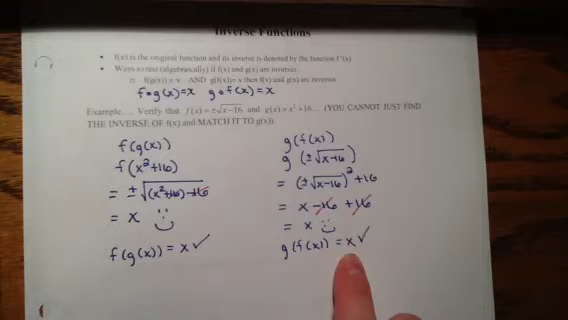 Inverse Functions
• f(x) is the original function and its inverse is denoted by the function f⁻¹(x)
• Ways to test (algebraically) if f(x) and g(x) are inverses
o f(g(x)) = x AND g(f(x)) = x then f(x) and g(x) are inverses
f∘g(x)=x g∘f(x)=x
Example… Verify that f(x)=±√x−16 and g(x)=x²+16… (YOU CANNOT JUST FIND
THE INVERSE OF f(x) and MATCH IT TO g(x)).
f(g(x))
f(x²+16)
= ±√(x²+16)−16
= x
f(g(x)) = x ✓
g(f(x))
g(±√x−16)
= (±√x−16)² +16
= x −16 +16
= x
g(f(x)) = x ✓